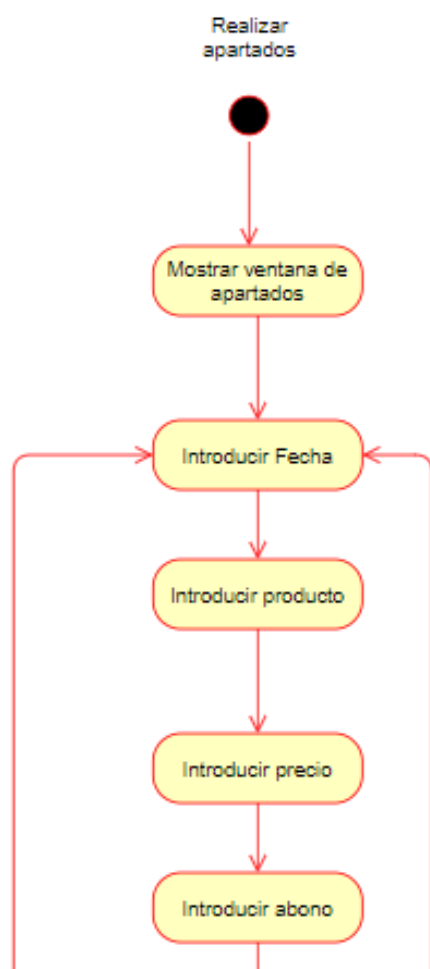 Realizar
apartados
Mostrar ventana de
apartados
Introducir Fecha
Introducir producto
Introducir precio
Introducir abono